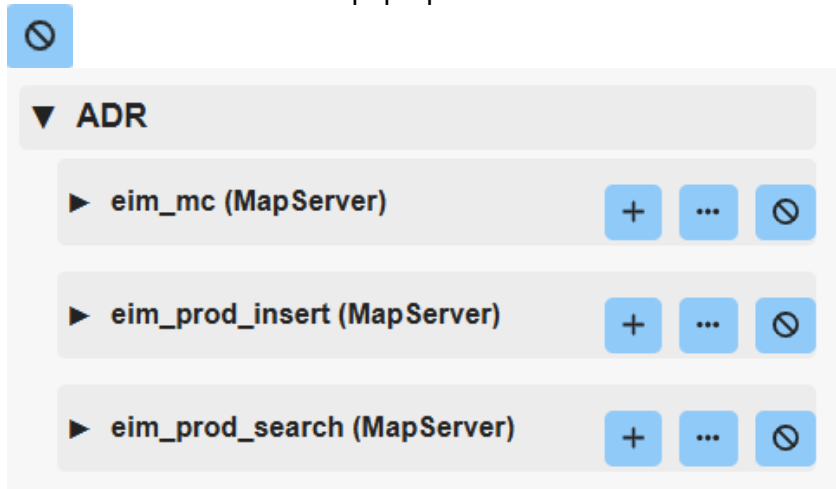 ADR
eim_mc (MapServer)
eim_prod_insert (MapServer)
eim_prod_search (MapServer)